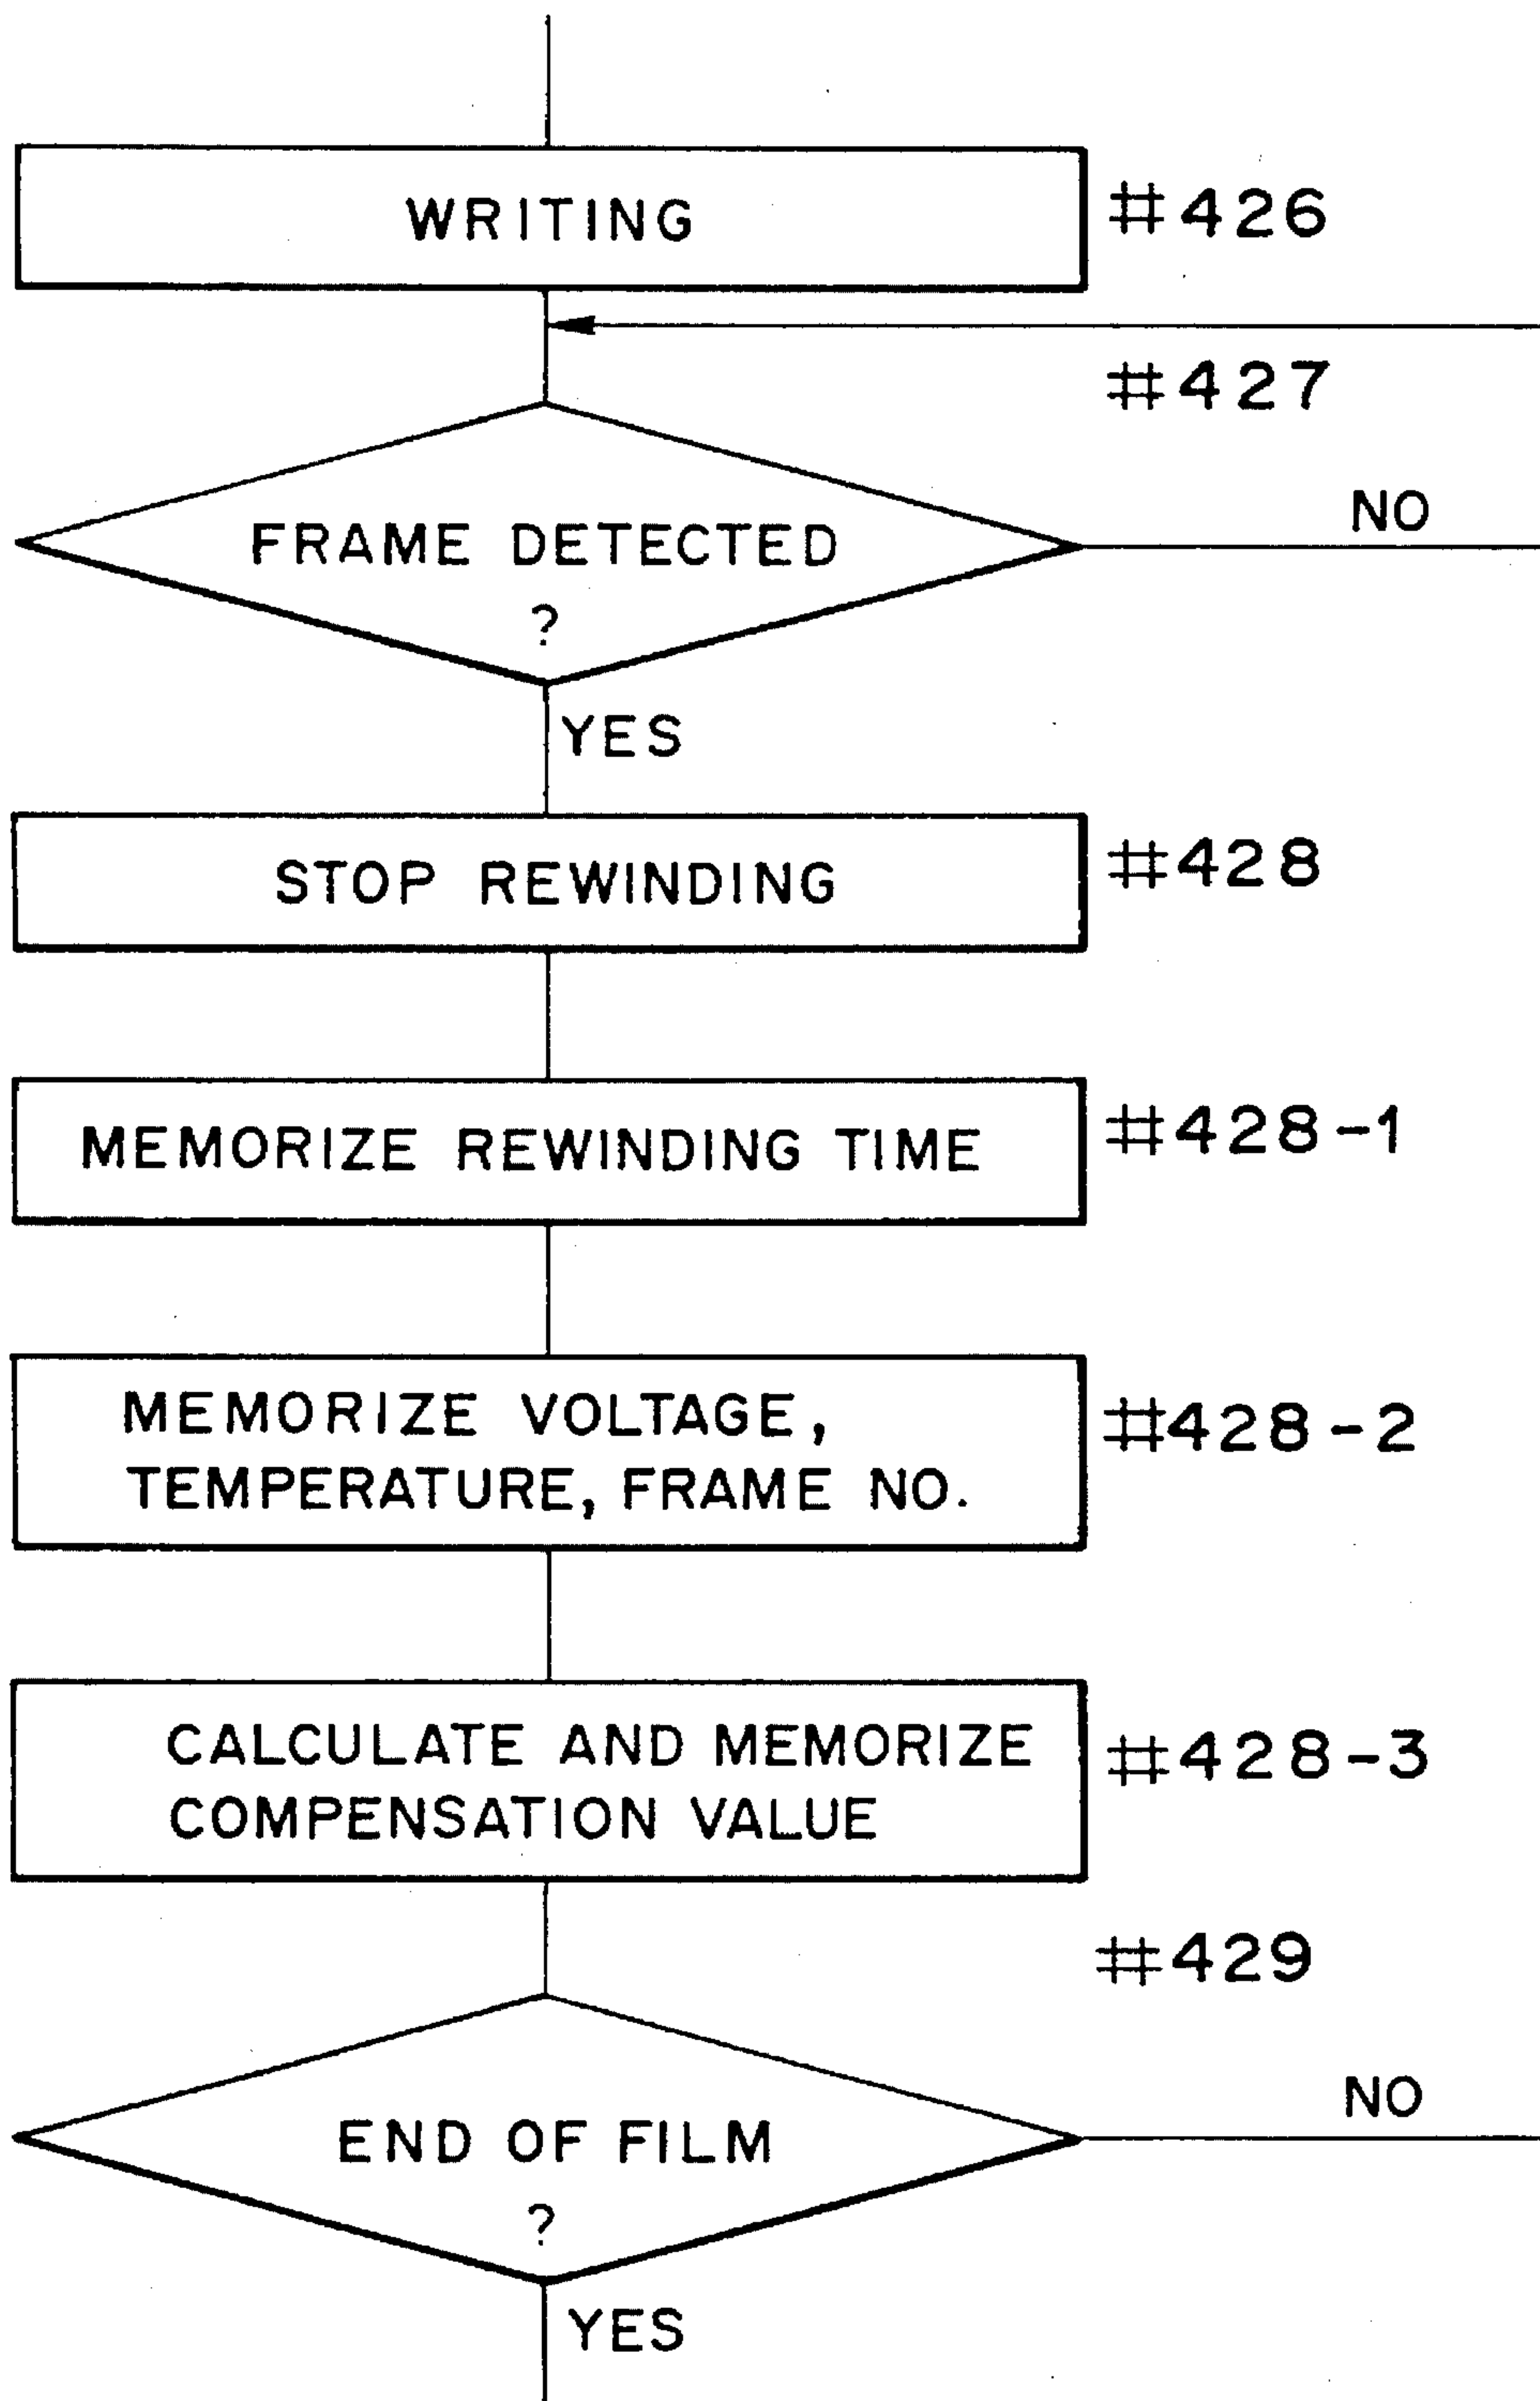 WRITING
#426
#427
FRAME DETECTED
?
NO
YES
STOP REWINDING
#428
MEMORIZE REWINDING TIME
#428-1
MEMORIZE VOLTAGE,
TEMPERATURE, FRAME NO.
#428-2
CALCULATE AND MEMORIZE
COMPENSATION VALUE
#428-3
#429
END OF FILM
?
NO
YES